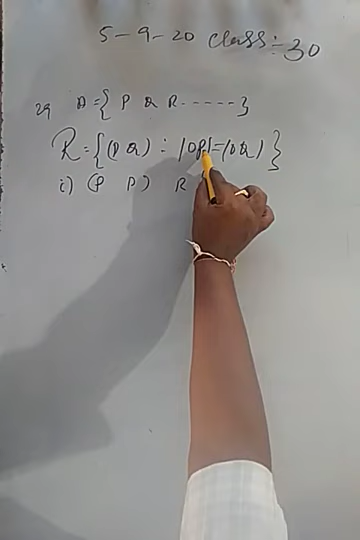 5-9-20 class:-30
29 A={ P Q R-----}
R={(P Q) : |OP|=|OQ|}
i) (P P) R